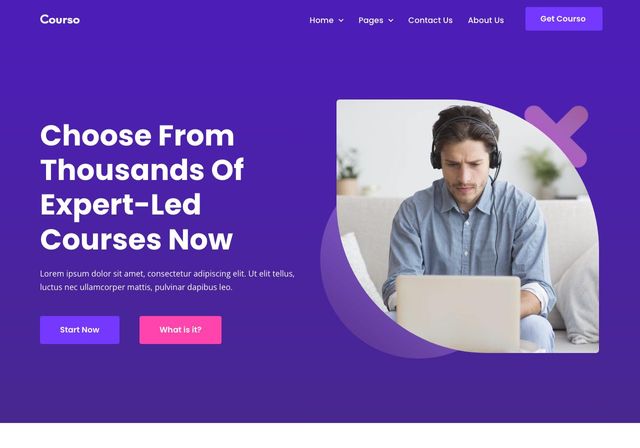 Courso
Home
Pages
Contact Us
About Us
Get Courso
Choose From
Thousands Of
Expert-Led
Courses Now
Lorem ipsum dolor sit amet, consectetur adipiscing elit. Ut elit tellus,
luctus nec ullamcorper mattis, pulvinar dapibus leo.
Start Now
What is it?